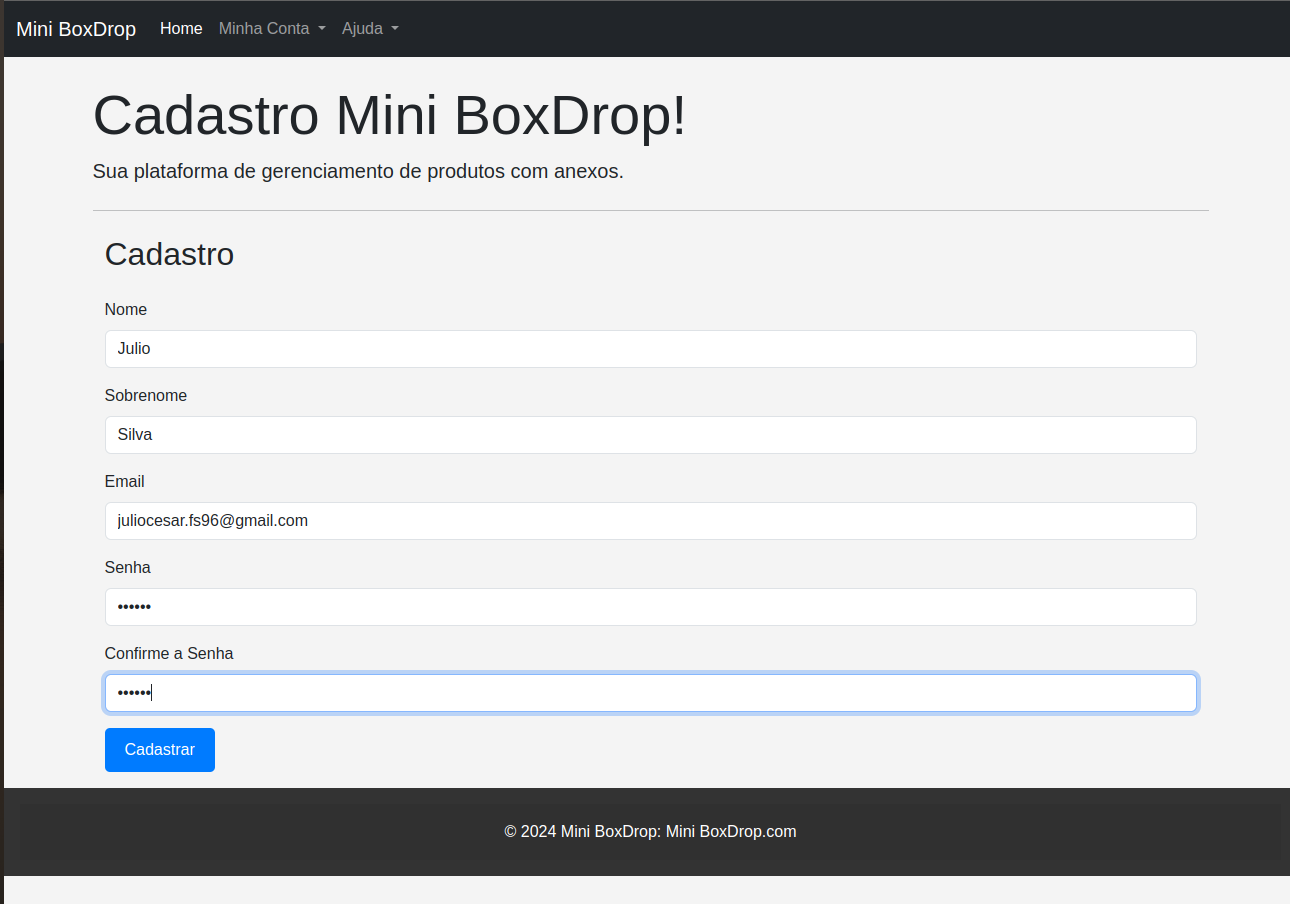 Mini BoxDrop Home Minha Conta Ajuda
Cadastro Mini BoxDrop!
Sua plataforma de gerenciamento de produtos com anexos.
Cadastro
Nome
Julio
Sobrenome
Silva
Email
juliocesar.fs96@gmail.com
Senha
••••••
Confirme a Senha
••••••
Cadastrar
© 2024 Mini BoxDrop: Mini BoxDrop.com